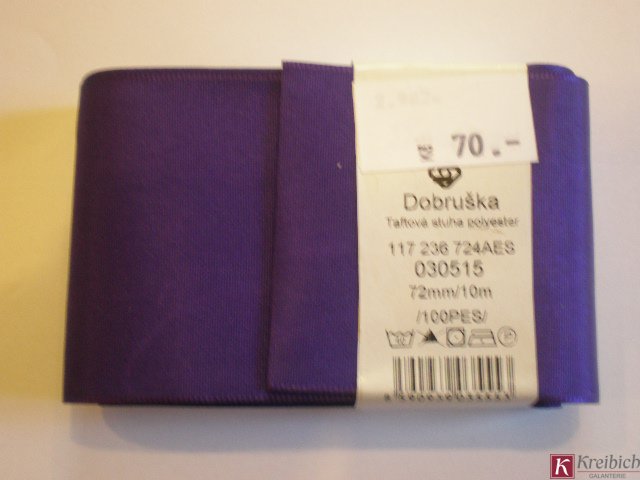 70.-
Dobruška
Taftová stuha polyester
117 236 724AES
030515
72mm/10m
/100PES/
K Kreibich
GALANTERIE